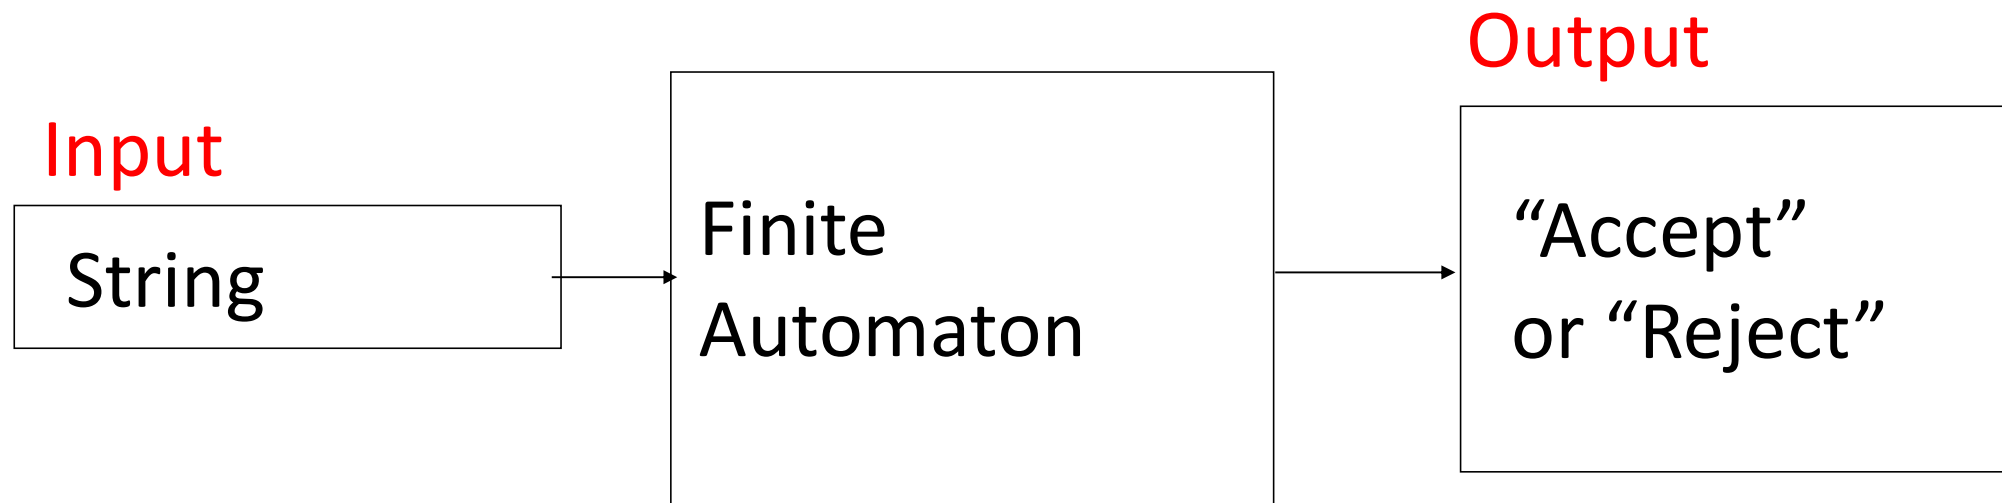 Input
String
Finite
Automaton
Output
“Accept”
or “Reject”